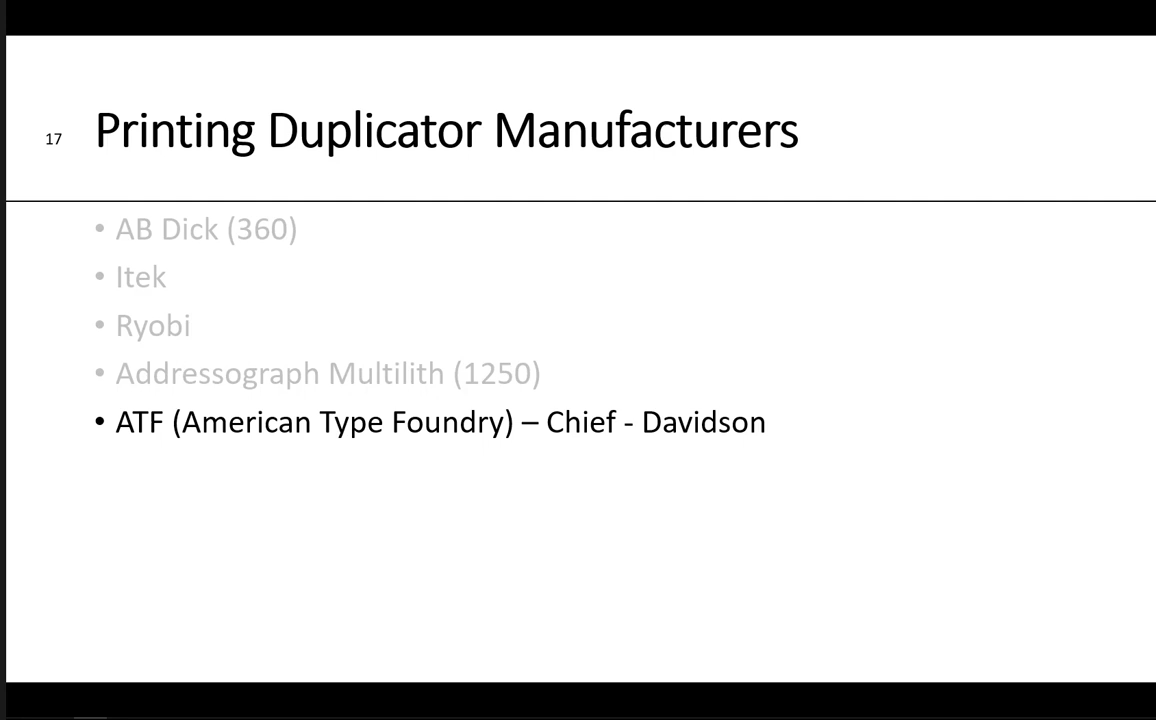 17
Printing Duplicator Manufacturers
• AB Dick (360)
• Itek
• Ryobi
• Addressograph Multilith (1250)
• ATF (American Type Foundry) – Chief - Davidson